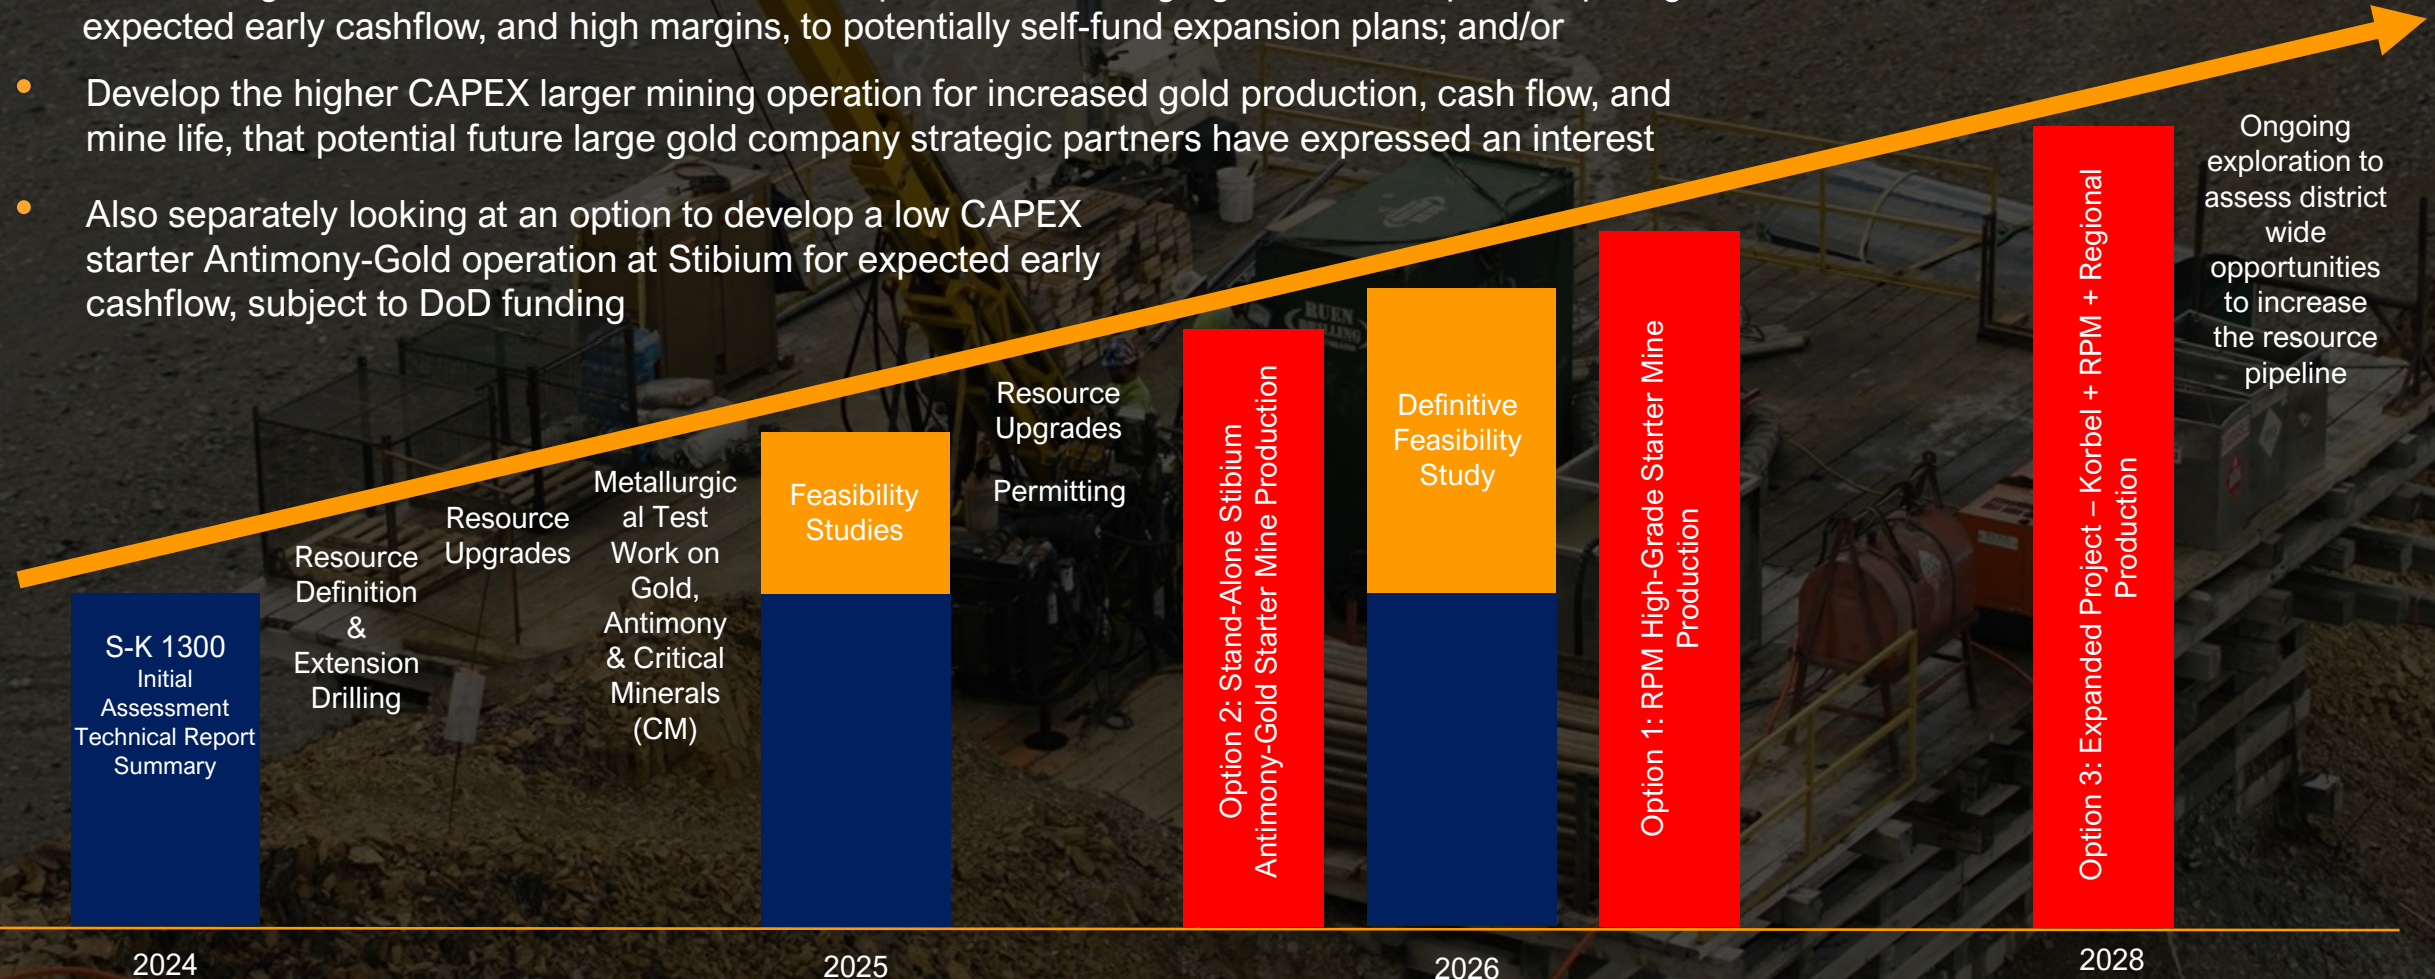 expected early cashflow, and high margins, to potentially self-fund expansion plans; and/or
• Develop the higher CAPEX larger mining operation for increased gold production, cash flow, and
mine life, that potential future large gold company strategic partners have expressed an interest
• Also separately looking at an option to develop a low CAPEX
starter Antimony-Gold operation at Stibium for expected early
cashflow, subject to DoD funding
S-K 1300
Initial
Assessment
Technical Report
Summary
Resource
Definition
&
Extension
Drilling
Resource
Upgrades
Metallurgic
al Test
Work on
Gold,
Antimony
& Critical
Minerals
(CM)
Feasibility
Studies
Resource
Upgrades
Permitting
Option 2: Stand-Alone Stibium
Antimony-Gold Starter Mine Production
Definitive
Feasibility
Study
Option 1: RPM High-Grade Starter Mine
Production
Option 3: Expanded Project – Korbel + RPM + Regional
Production
Ongoing
exploration to
assess district
wide
opportunities
to increase
the resource
pipeline
RUEN
DRILLING
2024
2025
2026
2028